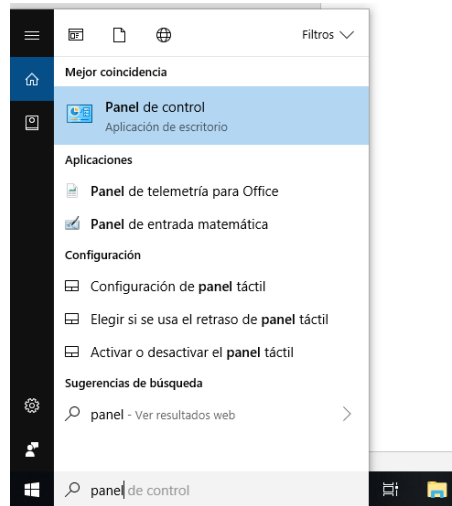 Filtros
Mejor coincidencia
Panel de control
Aplicación de escritorio
Aplicaciones
Panel de telemetría para Office
Panel de entrada matemática
Configuración
Configuración de panel táctil
Elegir si se usa el retraso de panel táctil
Activar o desactivar el panel táctil
Sugerencias de búsqueda
panel - Ver resultados web
panel de control